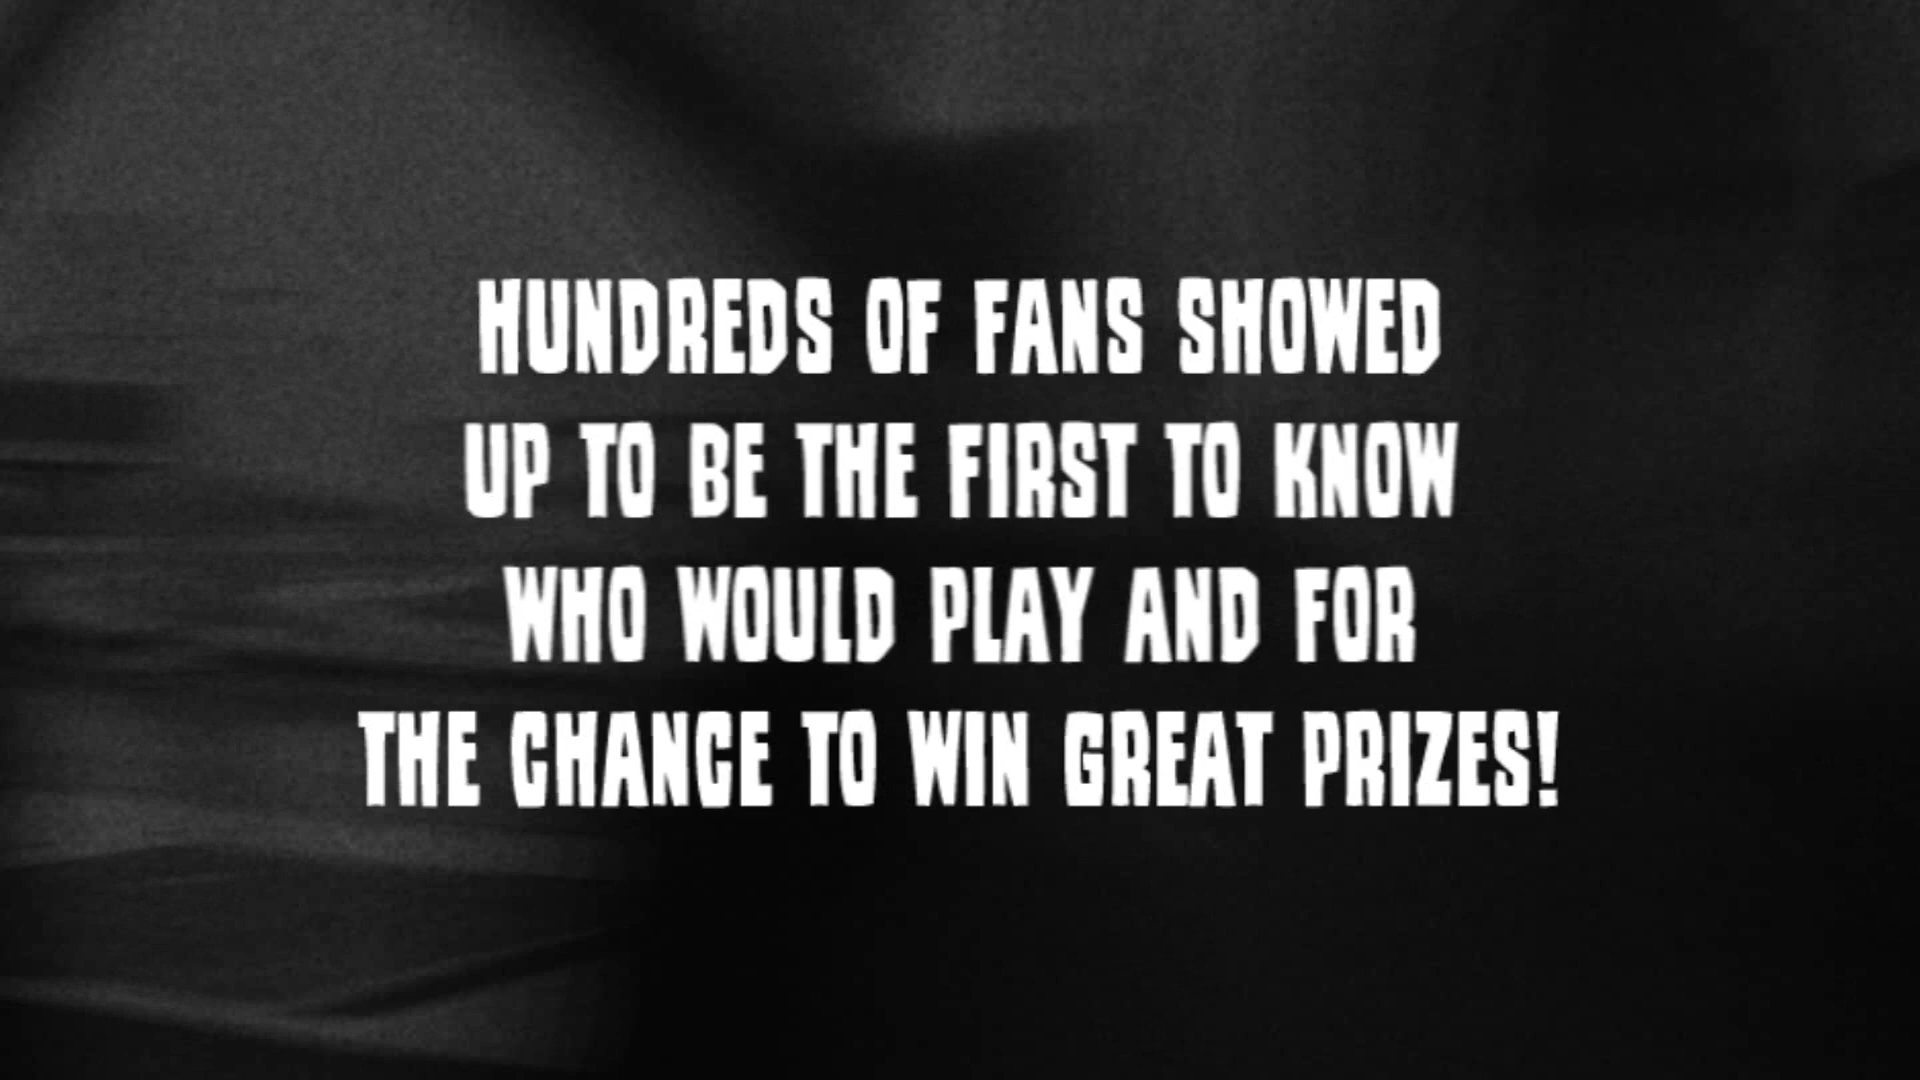 HUNDREDS OF FANS SHOWED
UP TO BE THE FIRST TO KNOW
WHO WOULD PLAY AND FOR
THE CHANCE TO WIN GREAT PRIZES!